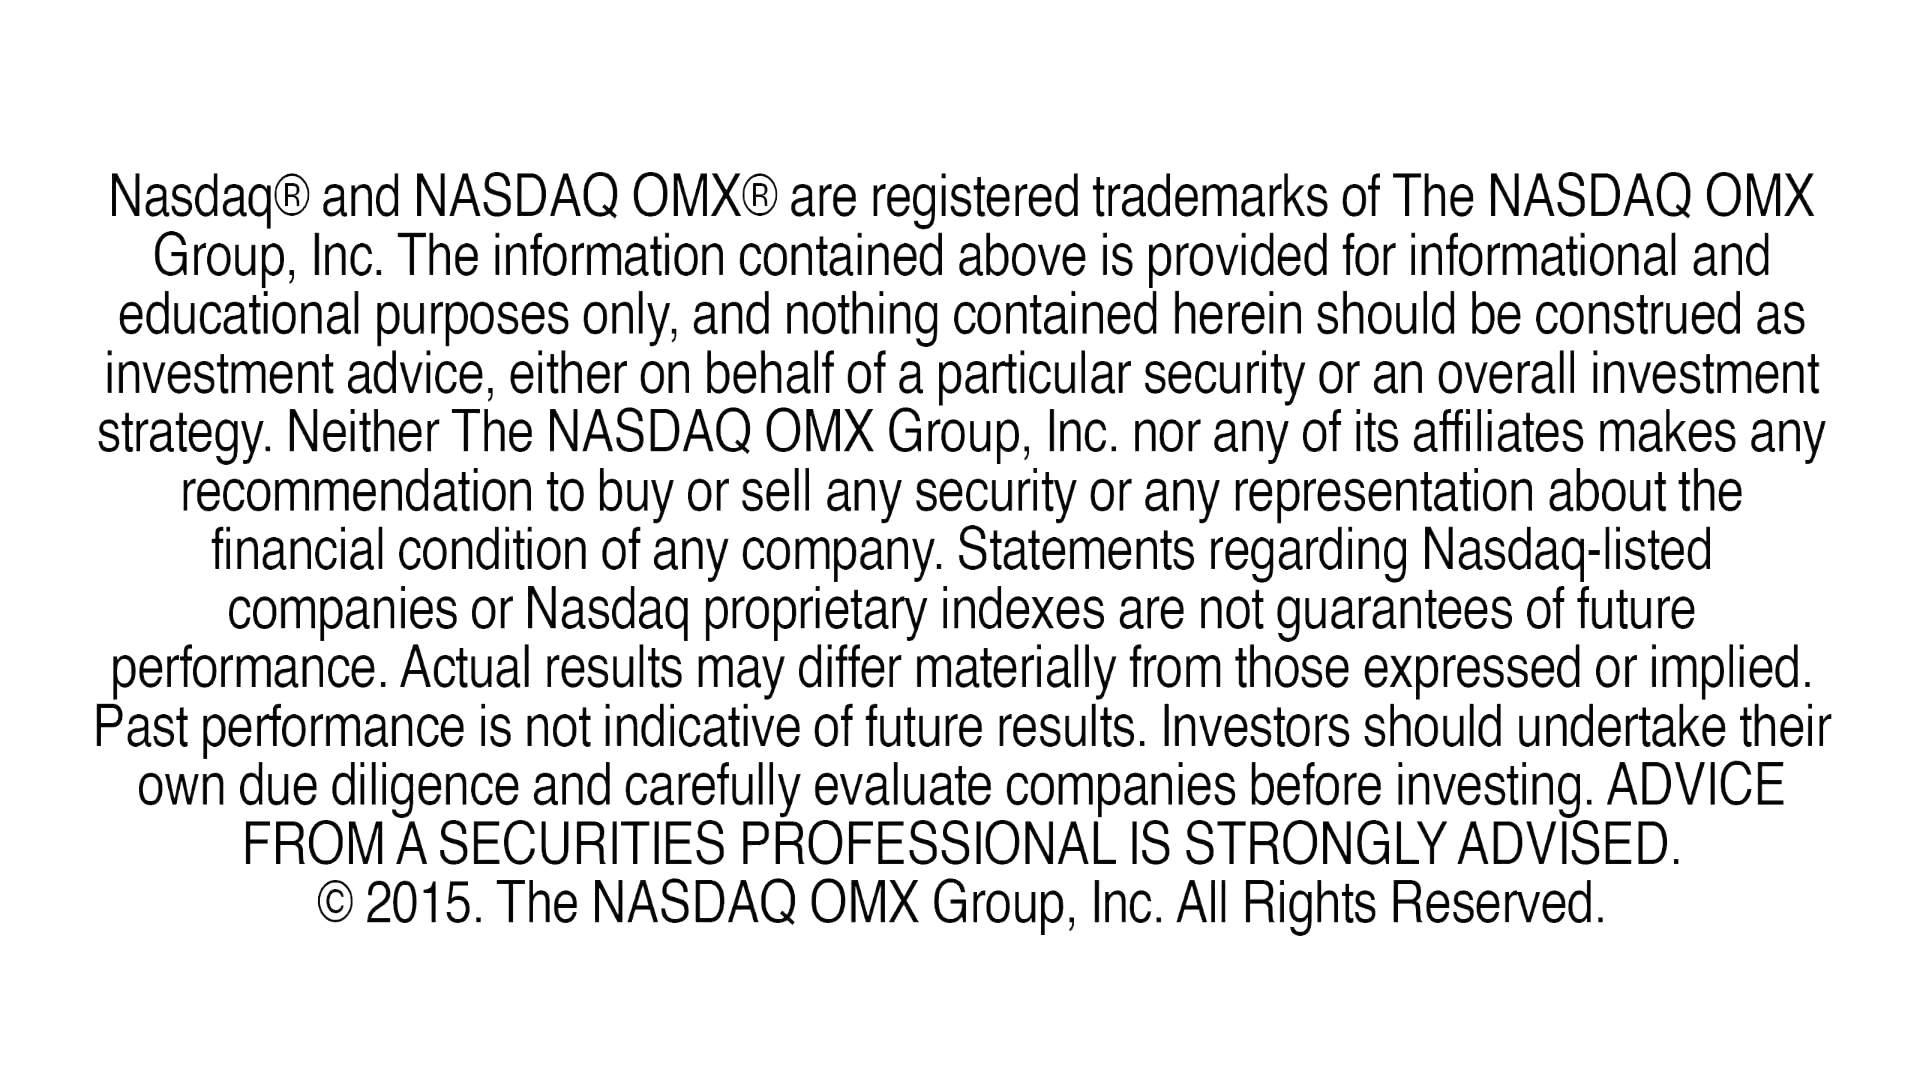 Nasdaq® and NASDAQ OMX® are registered trademarks of The NASDAQ OMX
Group, Inc. The information contained above is provided for informational and
educational purposes only, and nothing contained herein should be construed as
investment advice, either on behalf of a particular security or an overall investment
strategy. Neither The NASDAQ OMX Group, Inc. nor any of its affiliates makes any
recommendation to buy or sell any security or any representation about the
financial condition of any company. Statements regarding Nasdaq-listed
companies or Nasdaq proprietary indexes are not guarantees of future
performance. Actual results may differ materially from those expressed or implied.
Past performance is not indicative of future results. Investors should undertake their
own due diligence and carefully evaluate companies before investing. ADVICE
FROM A SECURITIES PROFESSIONAL IS STRONGLY ADVISED.
© 2015. The NASDAQ OMX Group, Inc. All Rights Reserved.